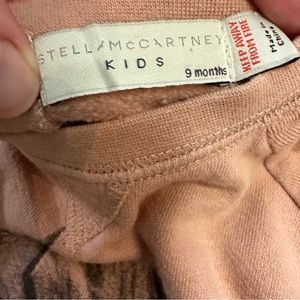 STELLA McCARTNEY
KIDS
9 months
KEEP AWAY
FROM FIRE
Made in
China